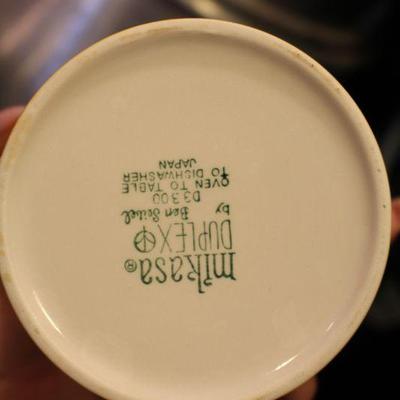 mikasa®
DUPLEX☮
by Ben Seibel
D3300
OVEN TO TABLE
TO DISHWASHER
JAPAN